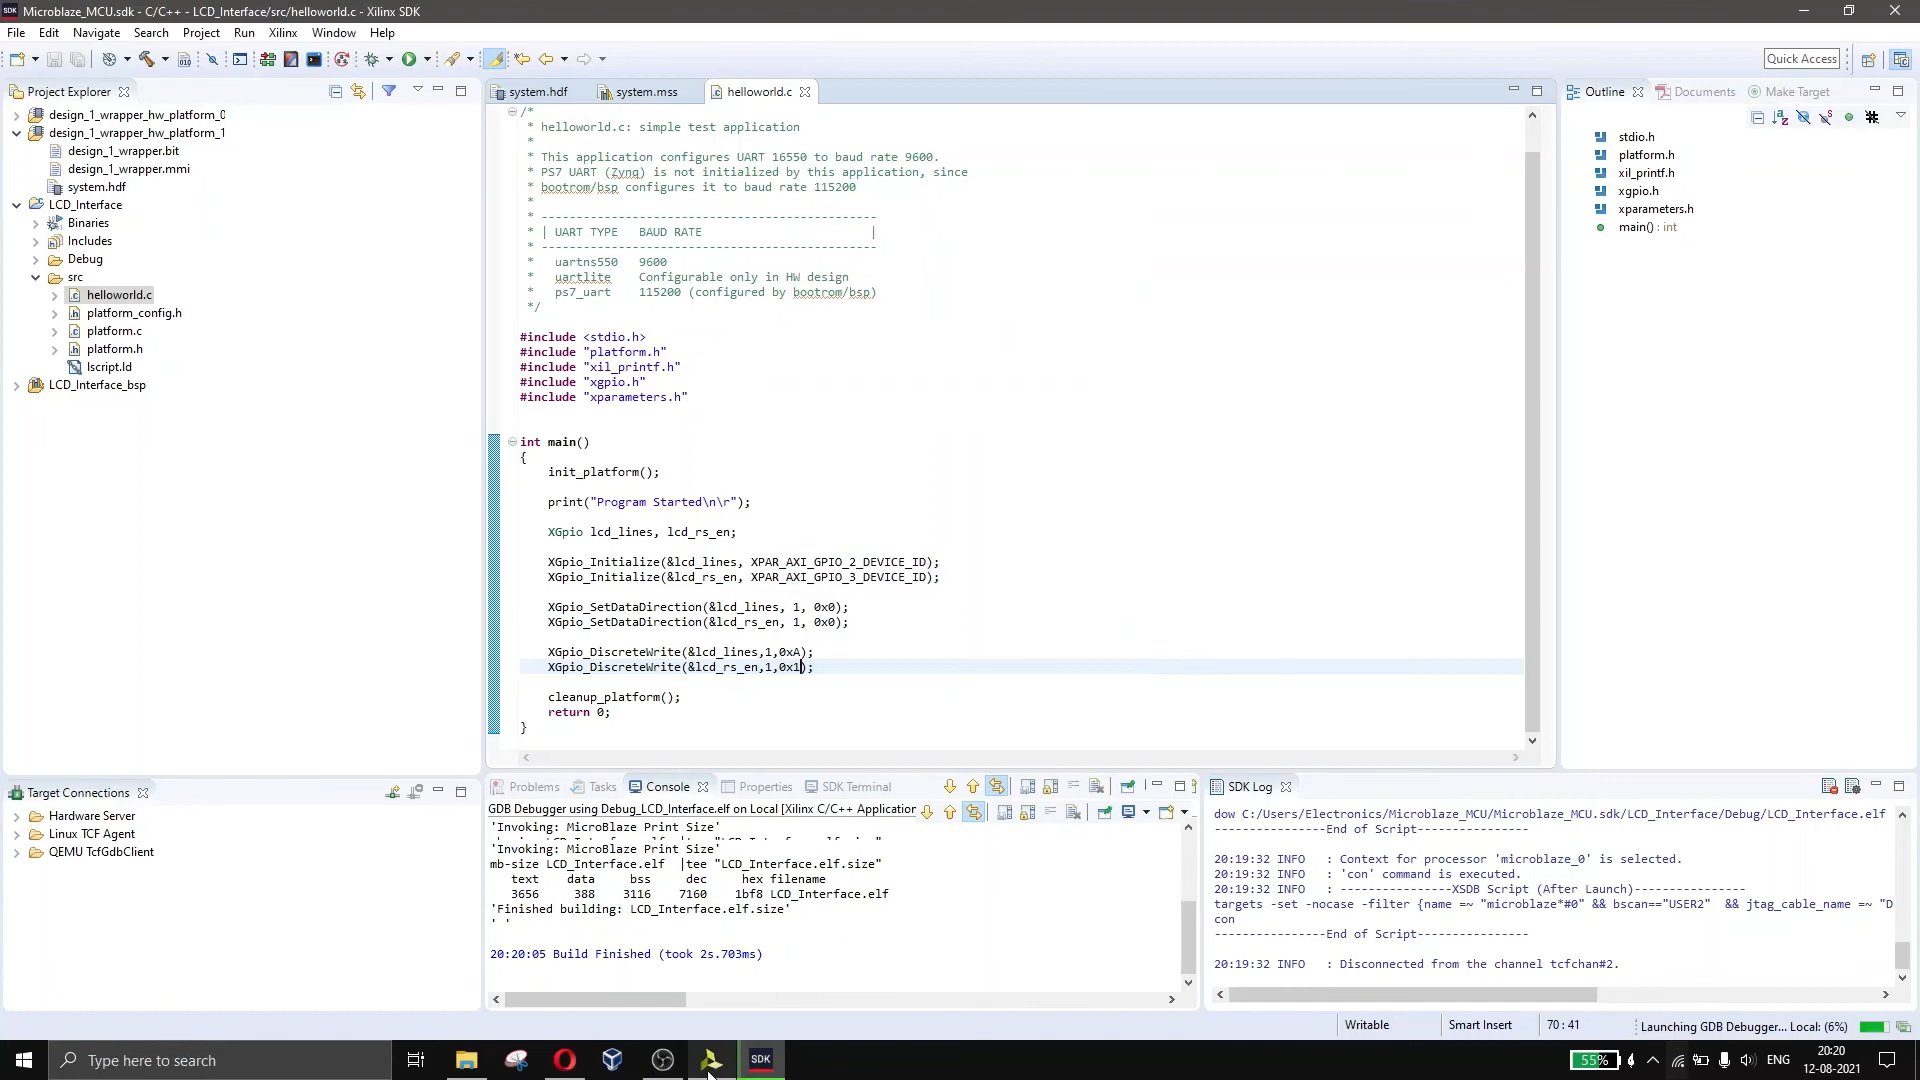 SDK Microblaze_MCU.sdk - C/C++ - LCD_Interface/src/helloworld.c - Xilinx SDK
File Edit Navigate Search Project Run Xilinx Window Help
Quick Access
Project Explorer
design_1_wrapper_hw_platform_0
design_1_wrapper_hw_platform_1
design_1_wrapper.bit
design_1_wrapper.mmi
system.hdf
LCD_Interface
Binaries
Includes
Debug
src
helloworld.c
platform_config.h
platform.c
platform.h
lscript.ld
LCD_Interface_bsp
system.hdf system.mss helloworld.c
/*
* helloworld.c: simple test application
*
* This application configures UART 16550 to baud rate 9600.
* PS7 UART (Zynq) is not initialized by this application, since
* bootrom/bsp configures it to baud rate 115200
*
* ------------------------------------------------
* | UART TYPE   BAUD RATE                        |
* ------------------------------------------------
*   uartns550   9600
*   uartlite    Configurable only in HW design
*   ps7_uart    115200 (configured by bootrom/bsp)
*/
#include <stdio.h>
#include "platform.h"
#include "xil_printf.h"
#include "xgpio.h"
#include "xparameters.h"
int main()
{
init_platform();
print("Program Started\n\r");
XGpio lcd_lines, lcd_rs_en;
XGpio_Initialize(&lcd_lines, XPAR_AXI_GPIO_2_DEVICE_ID);
XGpio_Initialize(&lcd_rs_en, XPAR_AXI_GPIO_3_DEVICE_ID);
XGpio_SetDataDirection(&lcd_lines, 1, 0x0);
XGpio_SetDataDirection(&lcd_rs_en, 1, 0x0);
XGpio_DiscreteWrite(&lcd_lines,1,0xA);
XGpio_DiscreteWrite(&lcd_rs_en,1,0x1);
cleanup_platform();
return 0;
}
Outline Documents Make Target
stdio.h
platform.h
xil_printf.h
xgpio.h
xparameters.h
main() : int
Target Connections
Hardware Server
Linux TCF Agent
QEMU TcfGdbClient
Problems Tasks Console Properties SDK Terminal
GDB Debugger using Debug_LCD_Interface.elf on Local [Xilinx C/C++ Application
'Invoking: MicroBlaze Print Size'
'Invoking: MicroBlaze Print Size'
mb-size LCD_Interface.elf  |tee "LCD_Interface.elf.size"
text data bss dec hex filename
3656 388 3116 7160 1bf8 LCD_Interface.elf
'Finished building: LCD_Interface.elf.size'
' '
20:20:05 Build Finished (took 2s.703ms)
SDK Log
dow C:/Users/Electronics/Microblaze_MCU/Microblaze_MCU.sdk/LCD_Interface/Debug/LCD_Interface.elf
----------------End of Script----------------
20:19:32 INFO : Context for processor 'microblaze_0' is selected.
20:19:32 INFO : 'con' command is executed.
20:19:32 INFO : ----------------XSDB Script (After Launch)----------------
targets -set -nocase -filter {name =~ "microblaze*#0" && bscan=="USER2"  && jtag_cable_name =~ "D
con
----------------End of Script----------------
20:19:32 INFO : Disconnected from the channel tcfchan#2.
Writable Smart Insert 70 : 41 Launching GDB Debugger... Local: (6%)
Type here to search
SDK
55%
ENG
20:20
12-08-2021